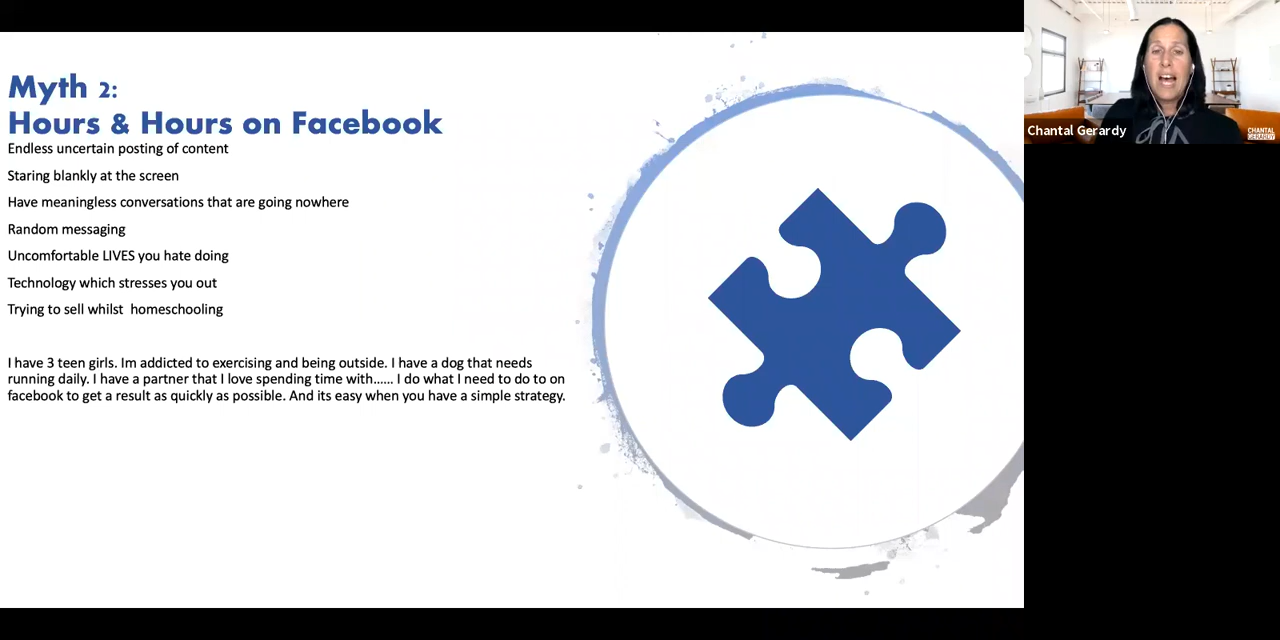 Myth 2:
Hours & Hours on Facebook
Endless uncertain posting of content
Staring blankly at the screen
Have meaningless conversations that are going nowhere
Random messaging
Uncomfortable LIVES you hate doing
Technology which stresses you out
Trying to sell whilst  homeschooling
I have 3 teen girls. Im addicted to exercising and being outside. I have a dog that needs
running daily. I have a partner that I love spending time with...... I do what I need to do to on
facebook to get a result as quickly as possible. And its easy when you have a simple strategy.
Chantal Gerardy
CHANTAL
GERARDY